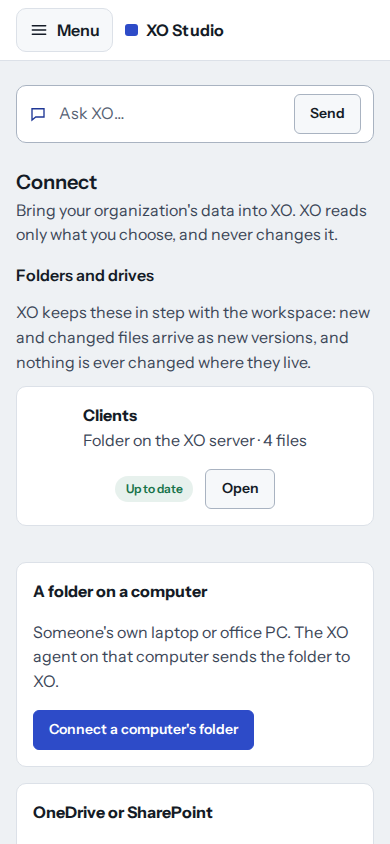 Menu
XO Studio
Ask XO...
Send
Connect
Bring your organization's data into XO. XO reads
only what you choose, and never changes it.
Folders and drives
XO keeps these in step with the workspace: new
and changed files arrive as new versions, and
nothing is ever changed where they live.
Clients
Folder on the XO server · 4 files
Up to date
Open
A folder on a computer
Someone's own laptop or office PC. The XO
agent on that computer sends the folder to
XO.
Connect a computer's folder
OneDrive or SharePoint